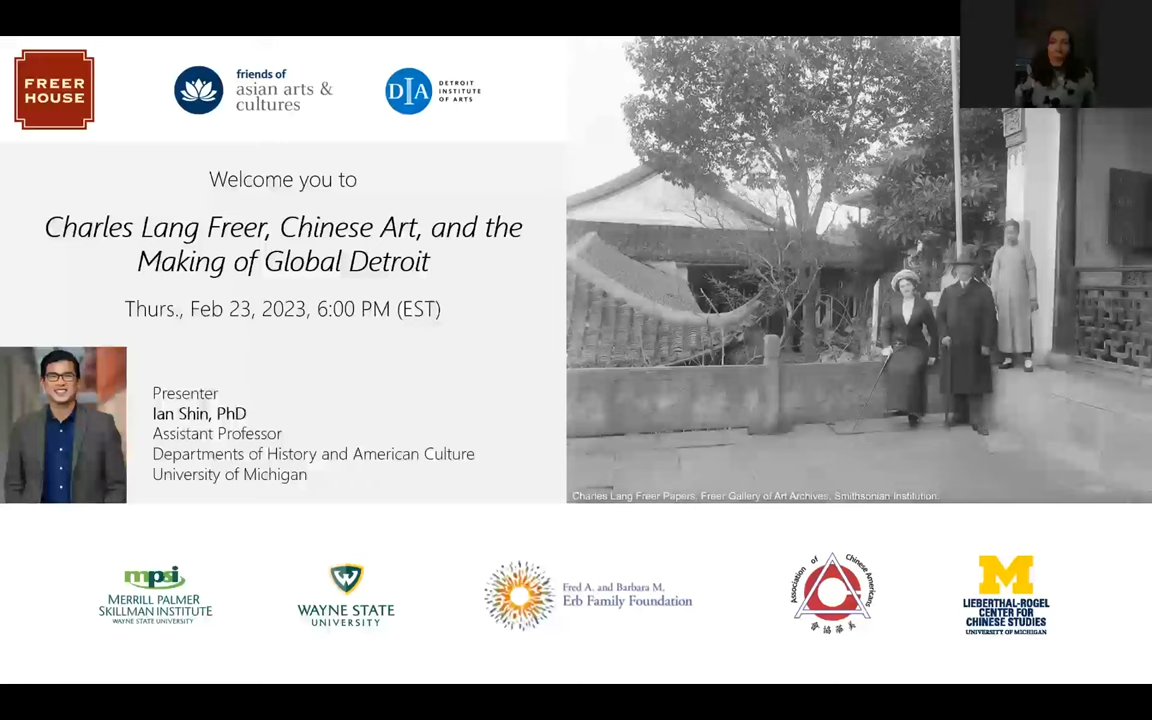 FREER
HOUSE
friends of
asian arts &
cultures
DIA
DETROIT
INSTITUTE
OF ARTS
Welcome you to
Charles Lang Freer, Chinese Art, and the
Making of Global Detroit
Thurs., Feb 23, 2023, 6:00 PM (EST)
Presenter
Ian Shin, PhD
Assistant Professor
Departments of History and American Culture
University of Michigan
Charles Lang Freer Papers, Freer Gallery of Art Archives, Smithsonian Institution.
mpsi
MERRILL PALMER
SKILLMAN INSTITUTE
WAYNE STATE UNIVERSITY
W
WAYNE STATE
UNIVERSITY
Fred A. and Barbara M.
Erb Family Foundation
Association of Chinese Americans
會協華美
M
LIEBERTHAL-ROGEL
CENTER FOR
CHINESE STUDIES
UNIVERSITY OF MICHIGAN